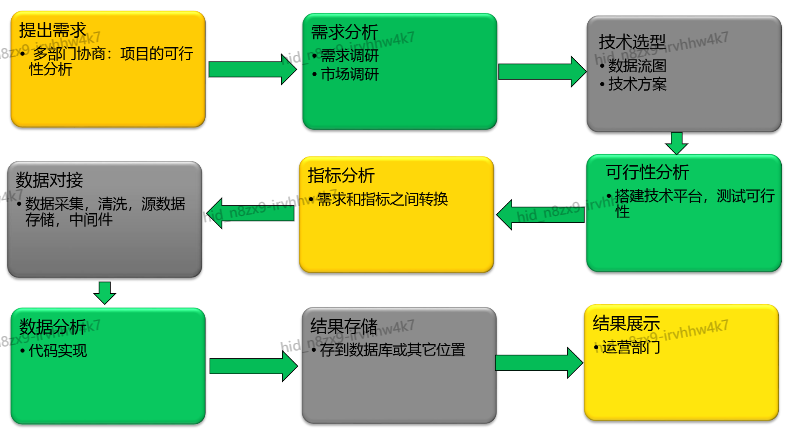 提出需求
• 多部门协商：项目的可行
性分析
需求分析
• 需求调研
• 市场调研
技术选型
• 数据流图
• 技术方案
可行性分析
• 搭建技术平台，测试可行
性
指标分析
• 需求和指标之间转换
数据对接
• 数据采集，清洗，源数据
存储，中间件
数据分析
• 代码实现
结果存储
• 存到数据库或其它位置
结果展示
• 运营部门
hid_n8zx9-irvhhw4k7